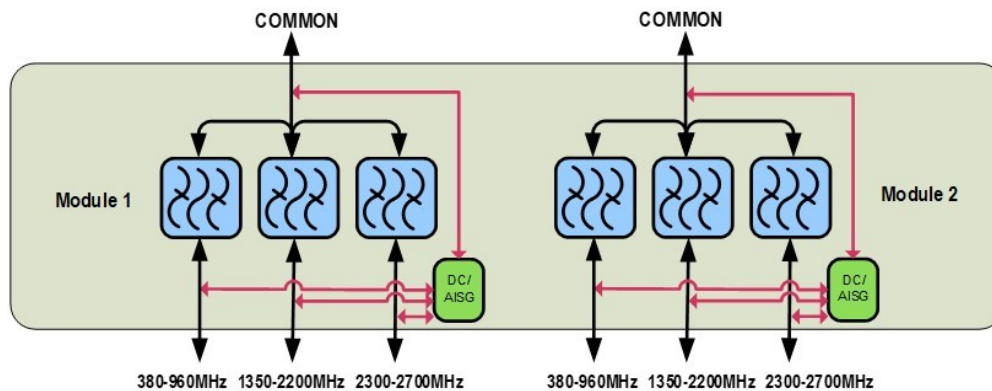 COMMON COMMON
Module 1 Module 2
DC/ DC/
AISG AISG
380-960MHz 1350-2200MHz 2300-2700MHz 380-960MHz 1350-2200MHz 2300-2700MHz